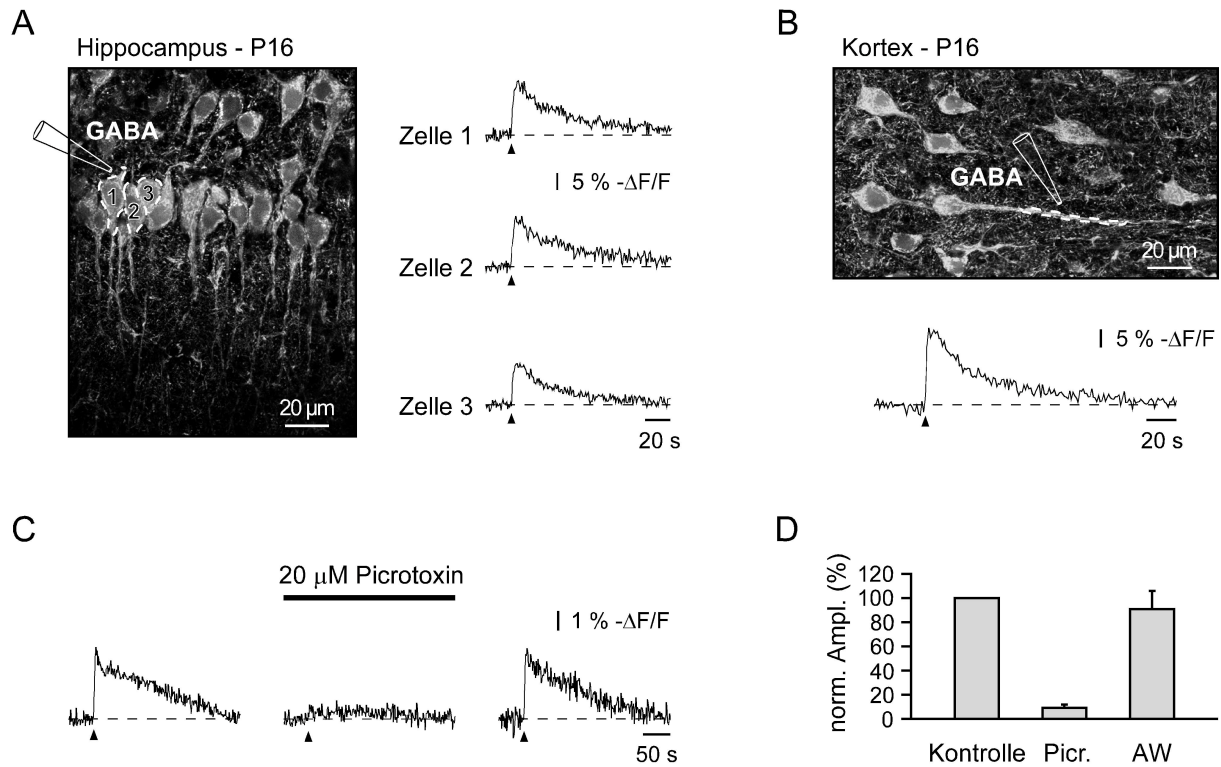 A
Hippocampus - P16
GABA
1
3
2
20 µm
Zelle 1
5 % -ΔF/F
Zelle 2
Zelle 3
20 s
B
Kortex - P16
GABA
20 µm
5 % -ΔF/F
20 s
C
20 µM Picrotoxin
1 % -ΔF/F
50 s
D
norm. Ampl. (%)
120
100
80
60
40
20
0
Kontrolle Picr. AW